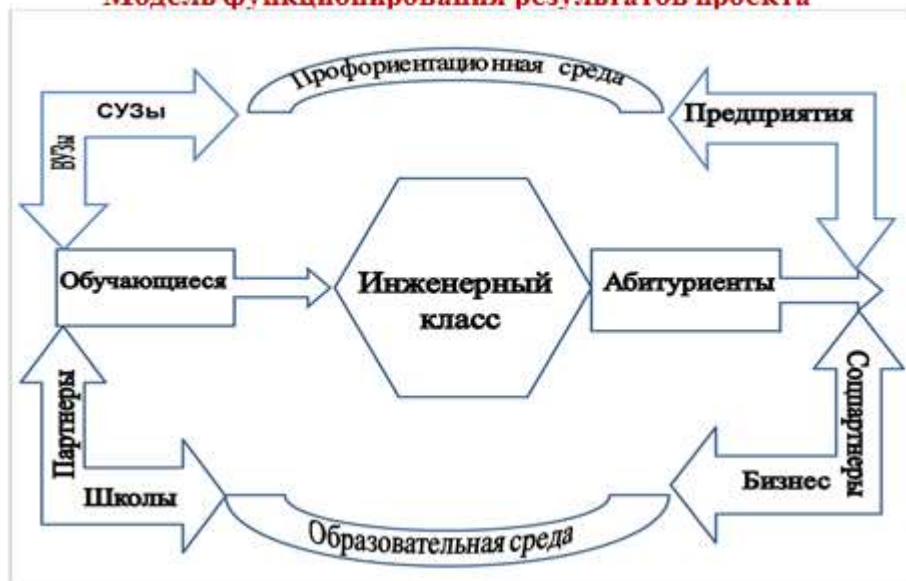 Модель функционирования результатов проекта
Профориентационная среда
СУЗы
ВУЗы
Предприятия
Обучающиеся
Инженерный
класс
Абитуриенты
Партнеры
Школы
Соцпартнеры
Бизнес
Образовательная среда